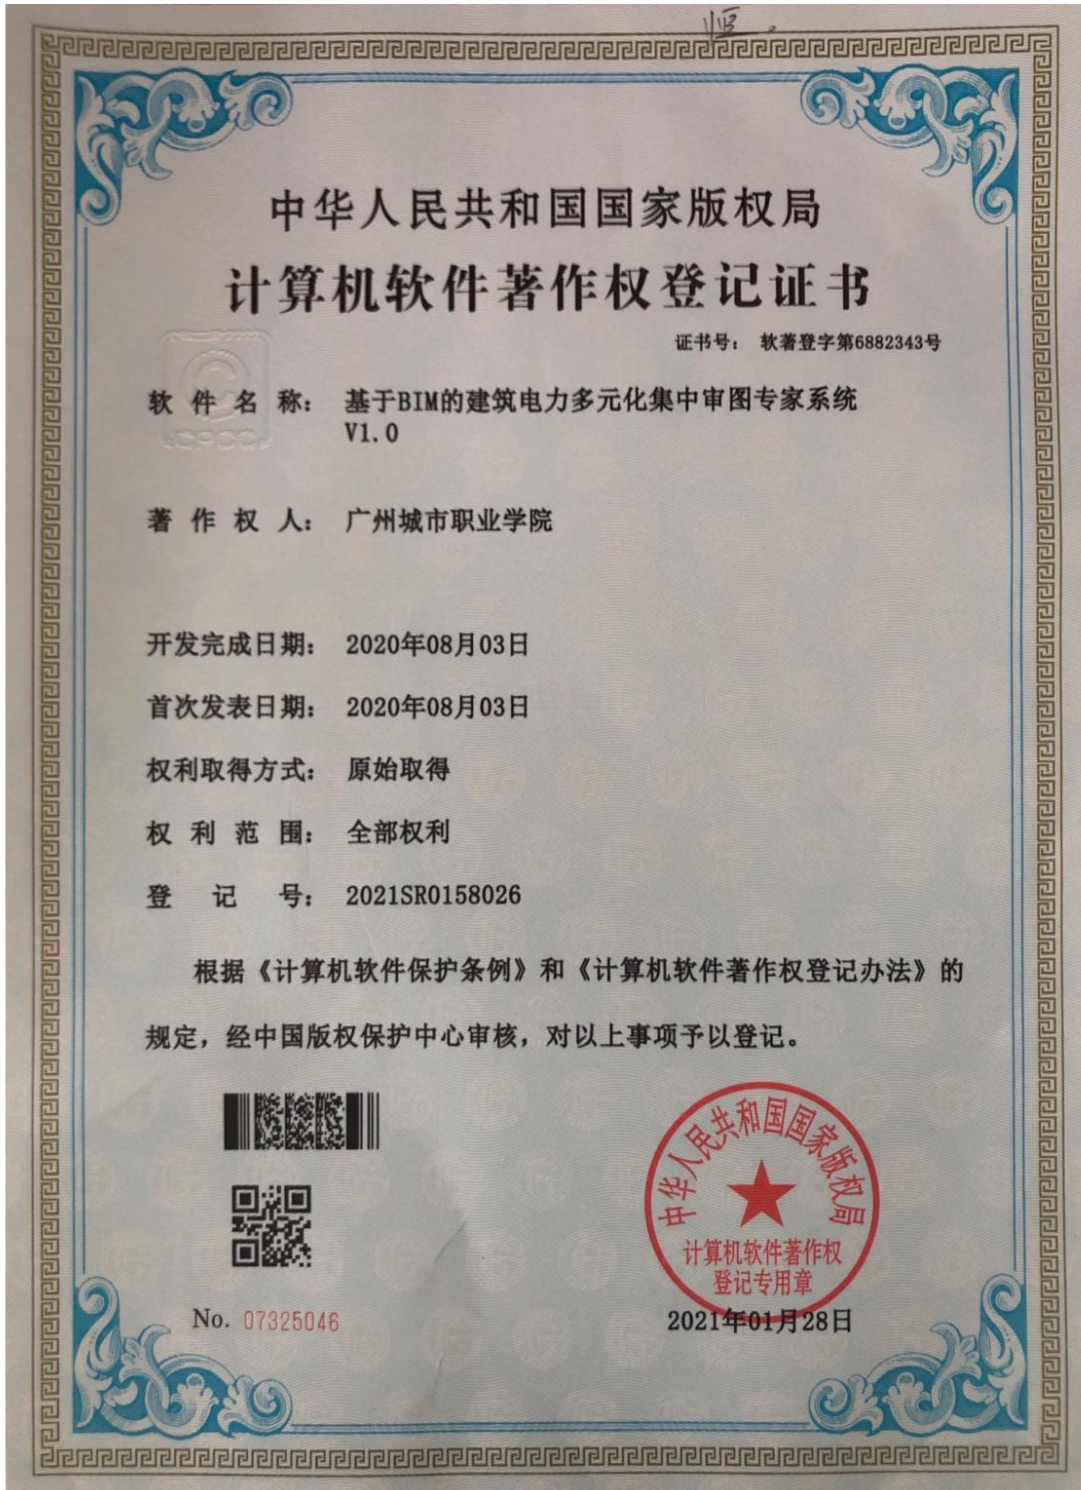 恒。
中华人民共和国国家版权局
计算机软件著作权登记证书
证书号： 软著登字第6882343号
软件名称： 基于BIM的建筑电力多元化集中审图专家系统
V1.0
CPCC
著作权人： 广州城市职业学院
开发完成日期： 2020年08月03日
首次发表日期： 2020年08月03日
权利取得方式： 原始取得
权利范围： 全部权利
登记号： 2021SR0158026
根据《计算机软件保护条例》和《计算机软件著作权登记办法》的
规定，经中国版权保护中心审核，对以上事项予以登记。
中华人民共和国国家版权局
计算机软件著作权
登记专用章
No. 07325046
2021年01月28日